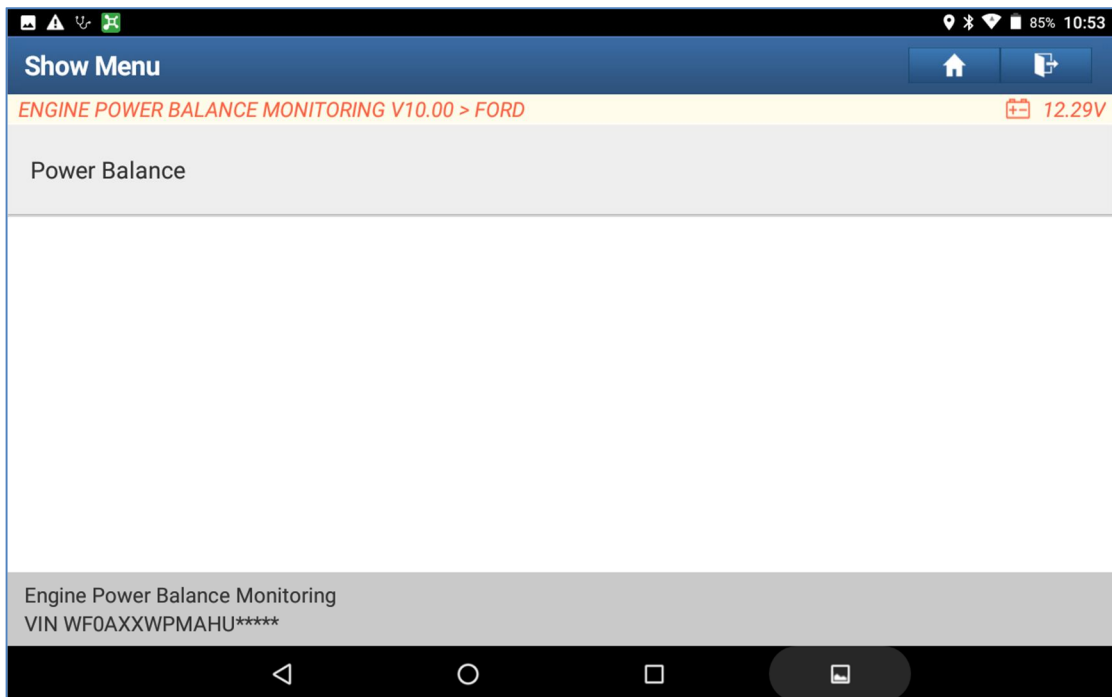 85% 10:53
Show Menu
ENGINE POWER BALANCE MONITORING V10.00 > FORD 12.29V
Power Balance
Engine Power Balance Monitoring
VIN WF0AXXWPMAHU*****